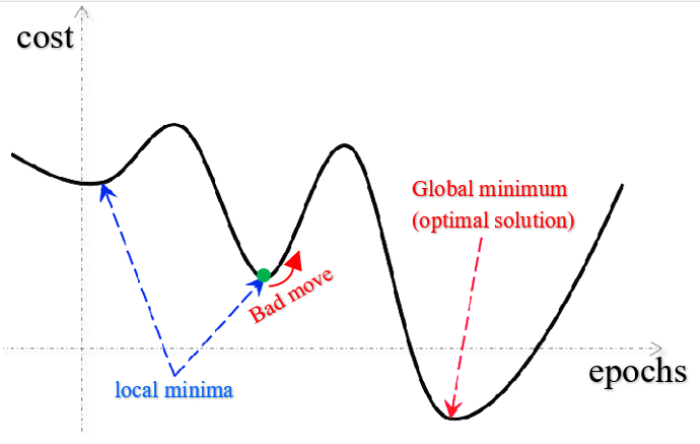 cost
Global minimum
(optimal solution)
Bad move
epochs
local minima